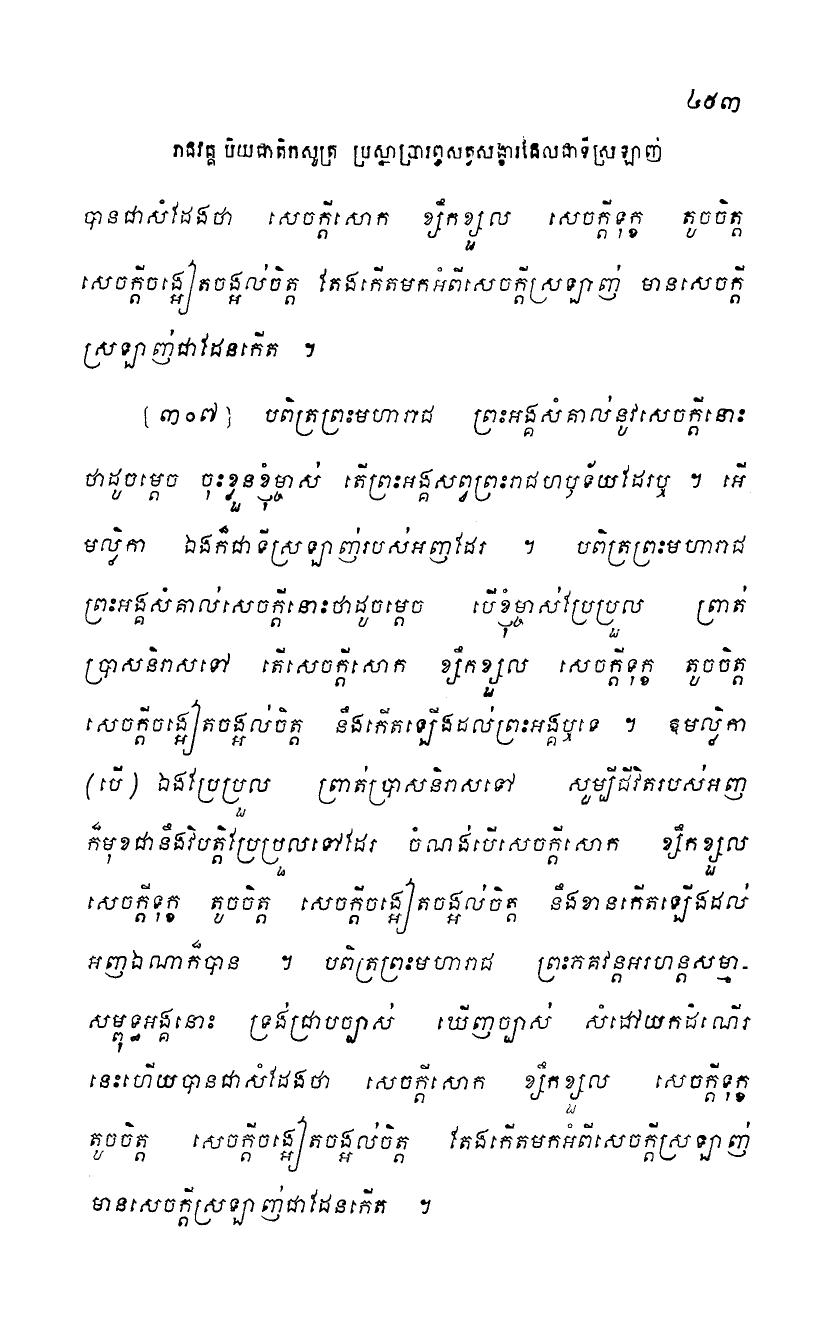 ៤៥៣
រាជវគ្គ បិយជាតិកសូត្រ ប្រស្នាប្រារព្ធសត្វសង្ខារដែលជាទីស្រឡាញ់
បានជាសំដែងថា សេចក្តីសោក ខ្សឹកខ្សួល សេចក្តីទុក្ខ តូចចិត្ត
សេចក្តីចង្អៀតចង្អល់ចិត្ត តែងកើតមកអំពីសេចក្តីស្រឡាញ់ មានសេចក្តី
ស្រឡាញ់ជាដែនកើត ។
{៣០៧} បពិត្រព្រះមហារាជ ព្រះអង្គសំគាល់នូវសេចក្តីនោះ
ថាដូចម្តេច ចុះខ្លួនខ្ញុំម្ចាស់ តើព្រះអង្គសព្វព្រះរាជហឫទ័យដែរឬ ។ អើ
មល្លិកា ឯងក៏ជាទីស្រឡាញ់របស់អញដែរ ។ បពិត្រព្រះមហារាជ
ព្រះអង្គសំគាល់សេចក្តីនោះថាដូចម្តេច បើខ្ញុំម្ចាស់ប្រែប្រួល ព្រាត់
ប្រាសនិរាសទៅ តើសេចក្តីសោក ខ្សឹកខ្សួល សេចក្តីទុក្ខ តូចចិត្ត
សេចក្តីចង្អៀតចង្អល់ចិត្ត នឹងកើតឡើងដល់ព្រះអង្គឬទេ ។ នុមល្លិកា
(បើ) ឯងប្រែប្រួល ព្រាត់ប្រាសនិរាសទៅ សូម្បីជីវិតរបស់អញ
ក៏មុខជានឹងវិបត្តិប្រែប្រួលទៅដែរ ចំណង់បើសេចក្តីសោក ខ្សឹកខ្សួល
សេចក្តីទុក្ខ តូចចិត្ត សេចក្តីចង្អៀតចង្អល់ចិត្ត នឹងខានកើតឡើងដល់
អញឯណាក៏បាន ។ បពិត្រព្រះមហារាជ ព្រះភគវន្តអរហន្តសម្មា-
សម្ពុទ្ធអង្គនោះ ទ្រង់ជ្រាបច្បាស់ ឃើញច្បាស់ សំដៅយកដំណើរ
នេះហើយបានជាសំដែងថា សេចក្តីសោក ខ្សឹកខ្សួល សេចក្តីទុក្ខ
តូចចិត្ត សេចក្តីចង្អៀតចង្អល់ចិត្ត តែងកើតមកអំពីសេចក្តីស្រឡាញ់
មានសេចក្តីស្រឡាញ់ជាដែនកើត ។